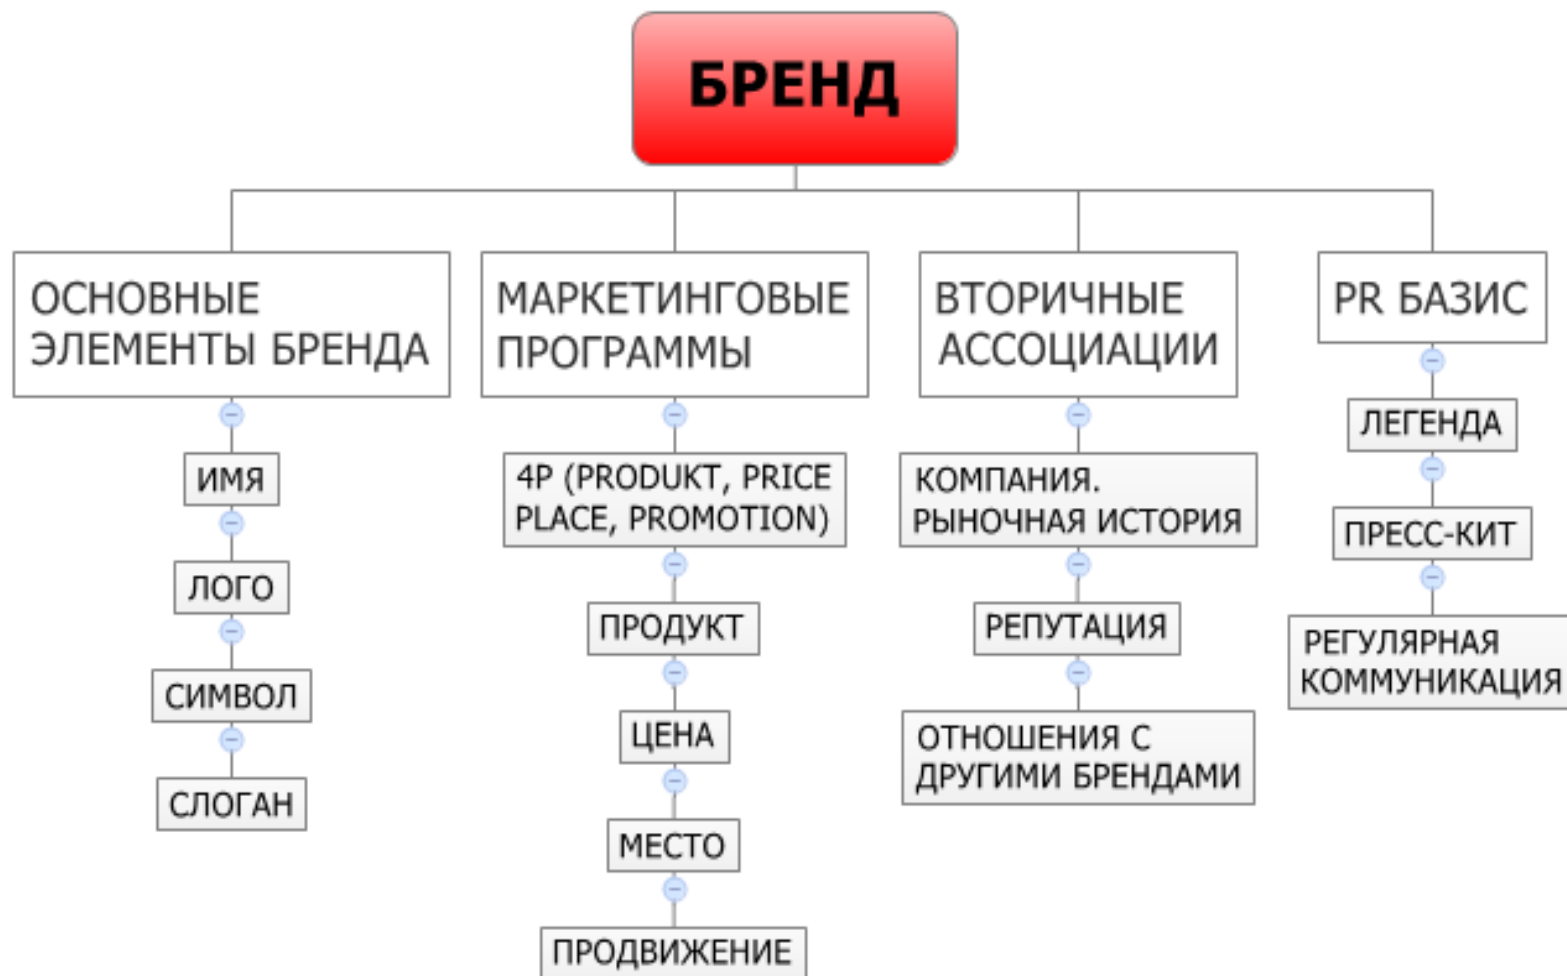 БРЕНД
ОСНОВНЫЕ
ЭЛЕМЕНТЫ БРЕНДА
ИМЯ
ЛОГО
СИМВОЛ
СЛОГАН
МАРКЕТИНГОВЫЕ
ПРОГРАММЫ
4P (PRODUKT, PRICE
PLACE, PROMOTION)
ПРОДУКТ
ЦЕНА
МЕСТО
ПРОДВИЖЕНИЕ
ВТОРИЧНЫЕ
АССОЦИАЦИИ
КОМПАНИЯ.
РЫНОЧНАЯ ИСТОРИЯ
РЕПУТАЦИЯ
ОТНОШЕНИЯ С
ДРУГИМИ БРЕНДАМИ
PR БАЗИС
ЛЕГЕНДА
ПРЕСС-КИТ
РЕГУЛЯРНАЯ
КОММУНИКАЦИЯ